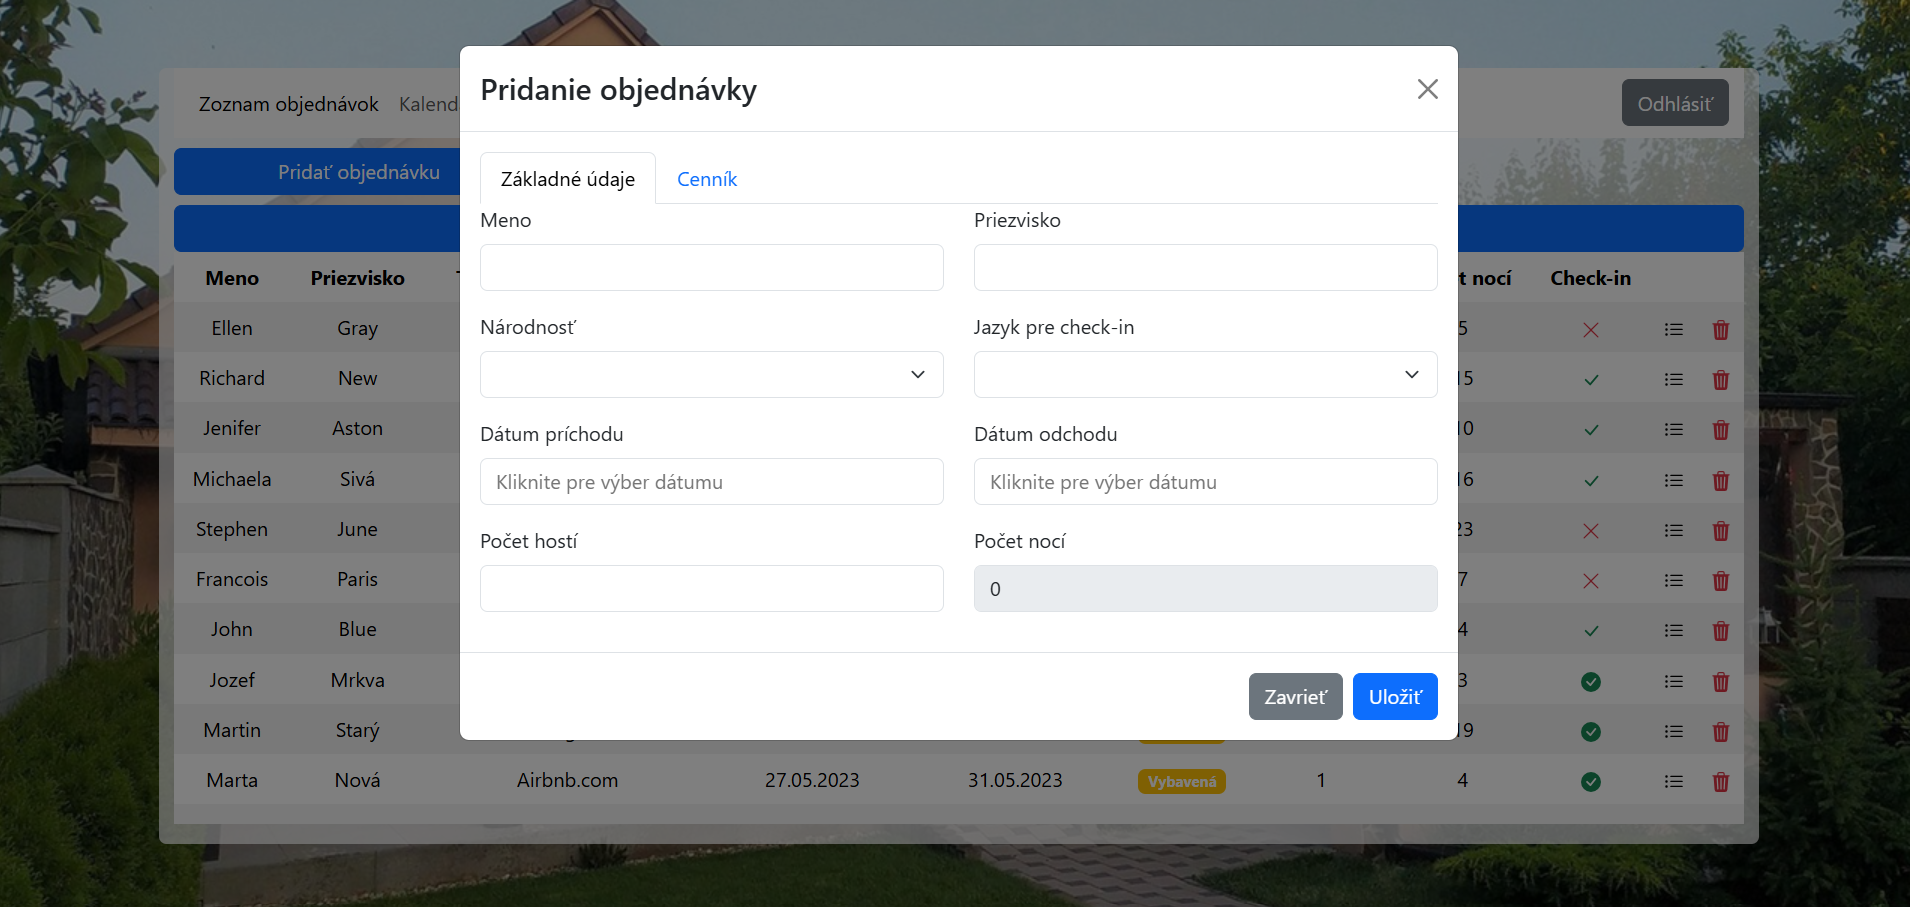 Pridanie objednávky
Zoznam objednávok
Odhlásiť
Pridať objednávku
Základné údaje Cenník
Meno Priezvisko
Národnosť Jazyk pre check-in
Dátum príchodu Dátum odchodu
Kliknite pre výber dátumu Kliknite pre výber dátumu
Počet hostí Počet nocí
0
Zavrieť Uložiť
Meno Priezvisko nocí Check-in
Ellen Gray 5
Richard New 15
Jenifer Aston 10
Michaela Sivá 16
Stephen June 23
Francois Paris 7
John Blue 4
Jozef Mrkva 3
Martin Starý 19
Marta Nová Airbnb.com 27.05.2023 31.05.2023 Vybavená 1 4